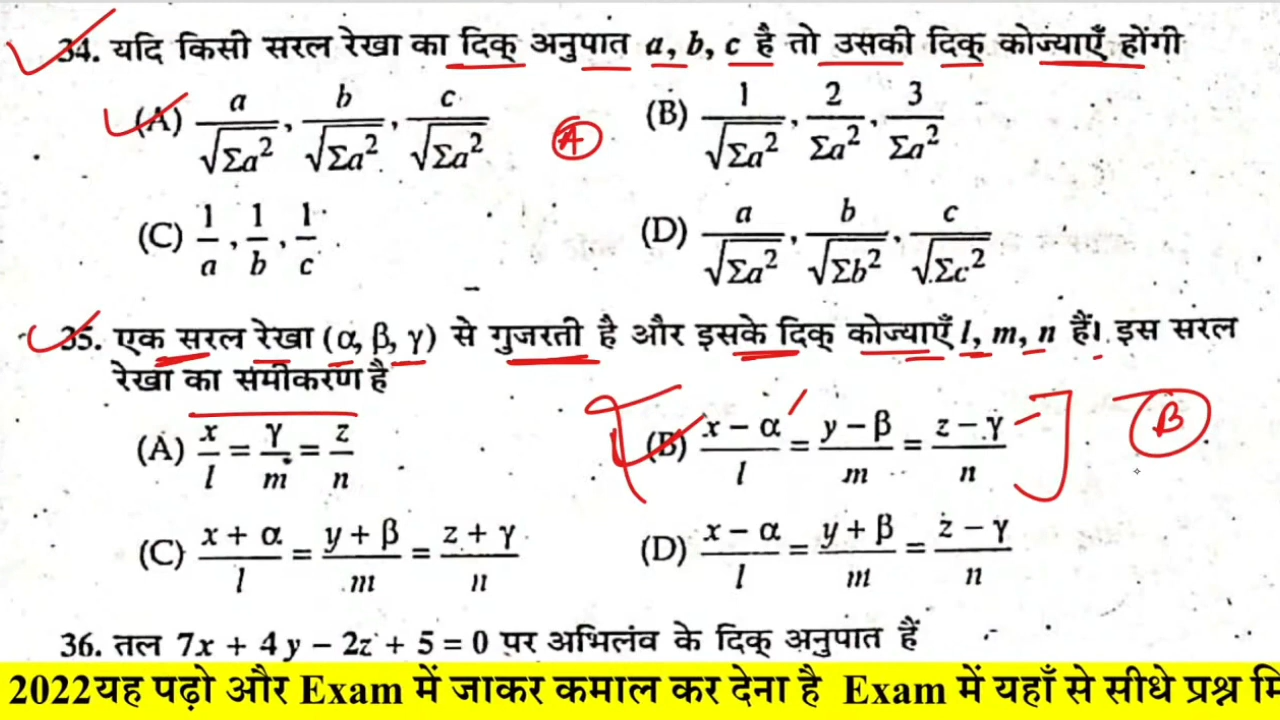 34. यदि किसी सरल रेखा का दिक् अनुपात a, b, c है तो उसकी दिक् कोज्याएँ होंगी
(A) a/√Σa², b/√Σa², c/√Σa² (B) 1/√Σa², 2/Σa², 3/Σa²
A
(C) 1/a, 1/b, 1/c (D) a/√Σa², b/√Σb², c/√Σc²
35. एक सरल रेखा (α, β, γ) से गुजरती है और इसके दिक् कोज्याएँ l, m, n हैं। इस सरल
रेखा का समीकरण है
(A) x/l = γ/m = z/n (B) (x – α)/l = (y – β)/m = (z – γ)/n
B
(C) (x + α)/l = (y + β)/m = (z + γ)/n (D) (x – α)/l = (y + β)/m = (z – γ)/n
36. तल 7x + 4y – 2z + 5 = 0 पर अभिलंव के दिक् अनुपात हैं
2022यह पढ़ो और Exam में जाकर कमाल कर देना है Exam में यहाँ से सीधे प्रश्न